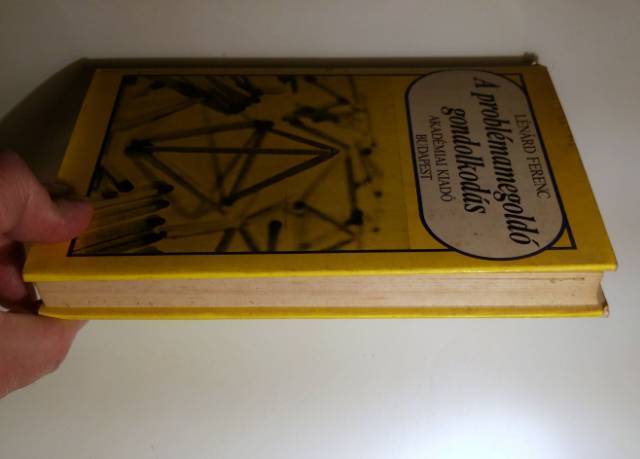 LÉNÁRD FERENC
A problémamegoldó
gondolkodás
AKADÉMIAI KIADÓ
BUDAPEST